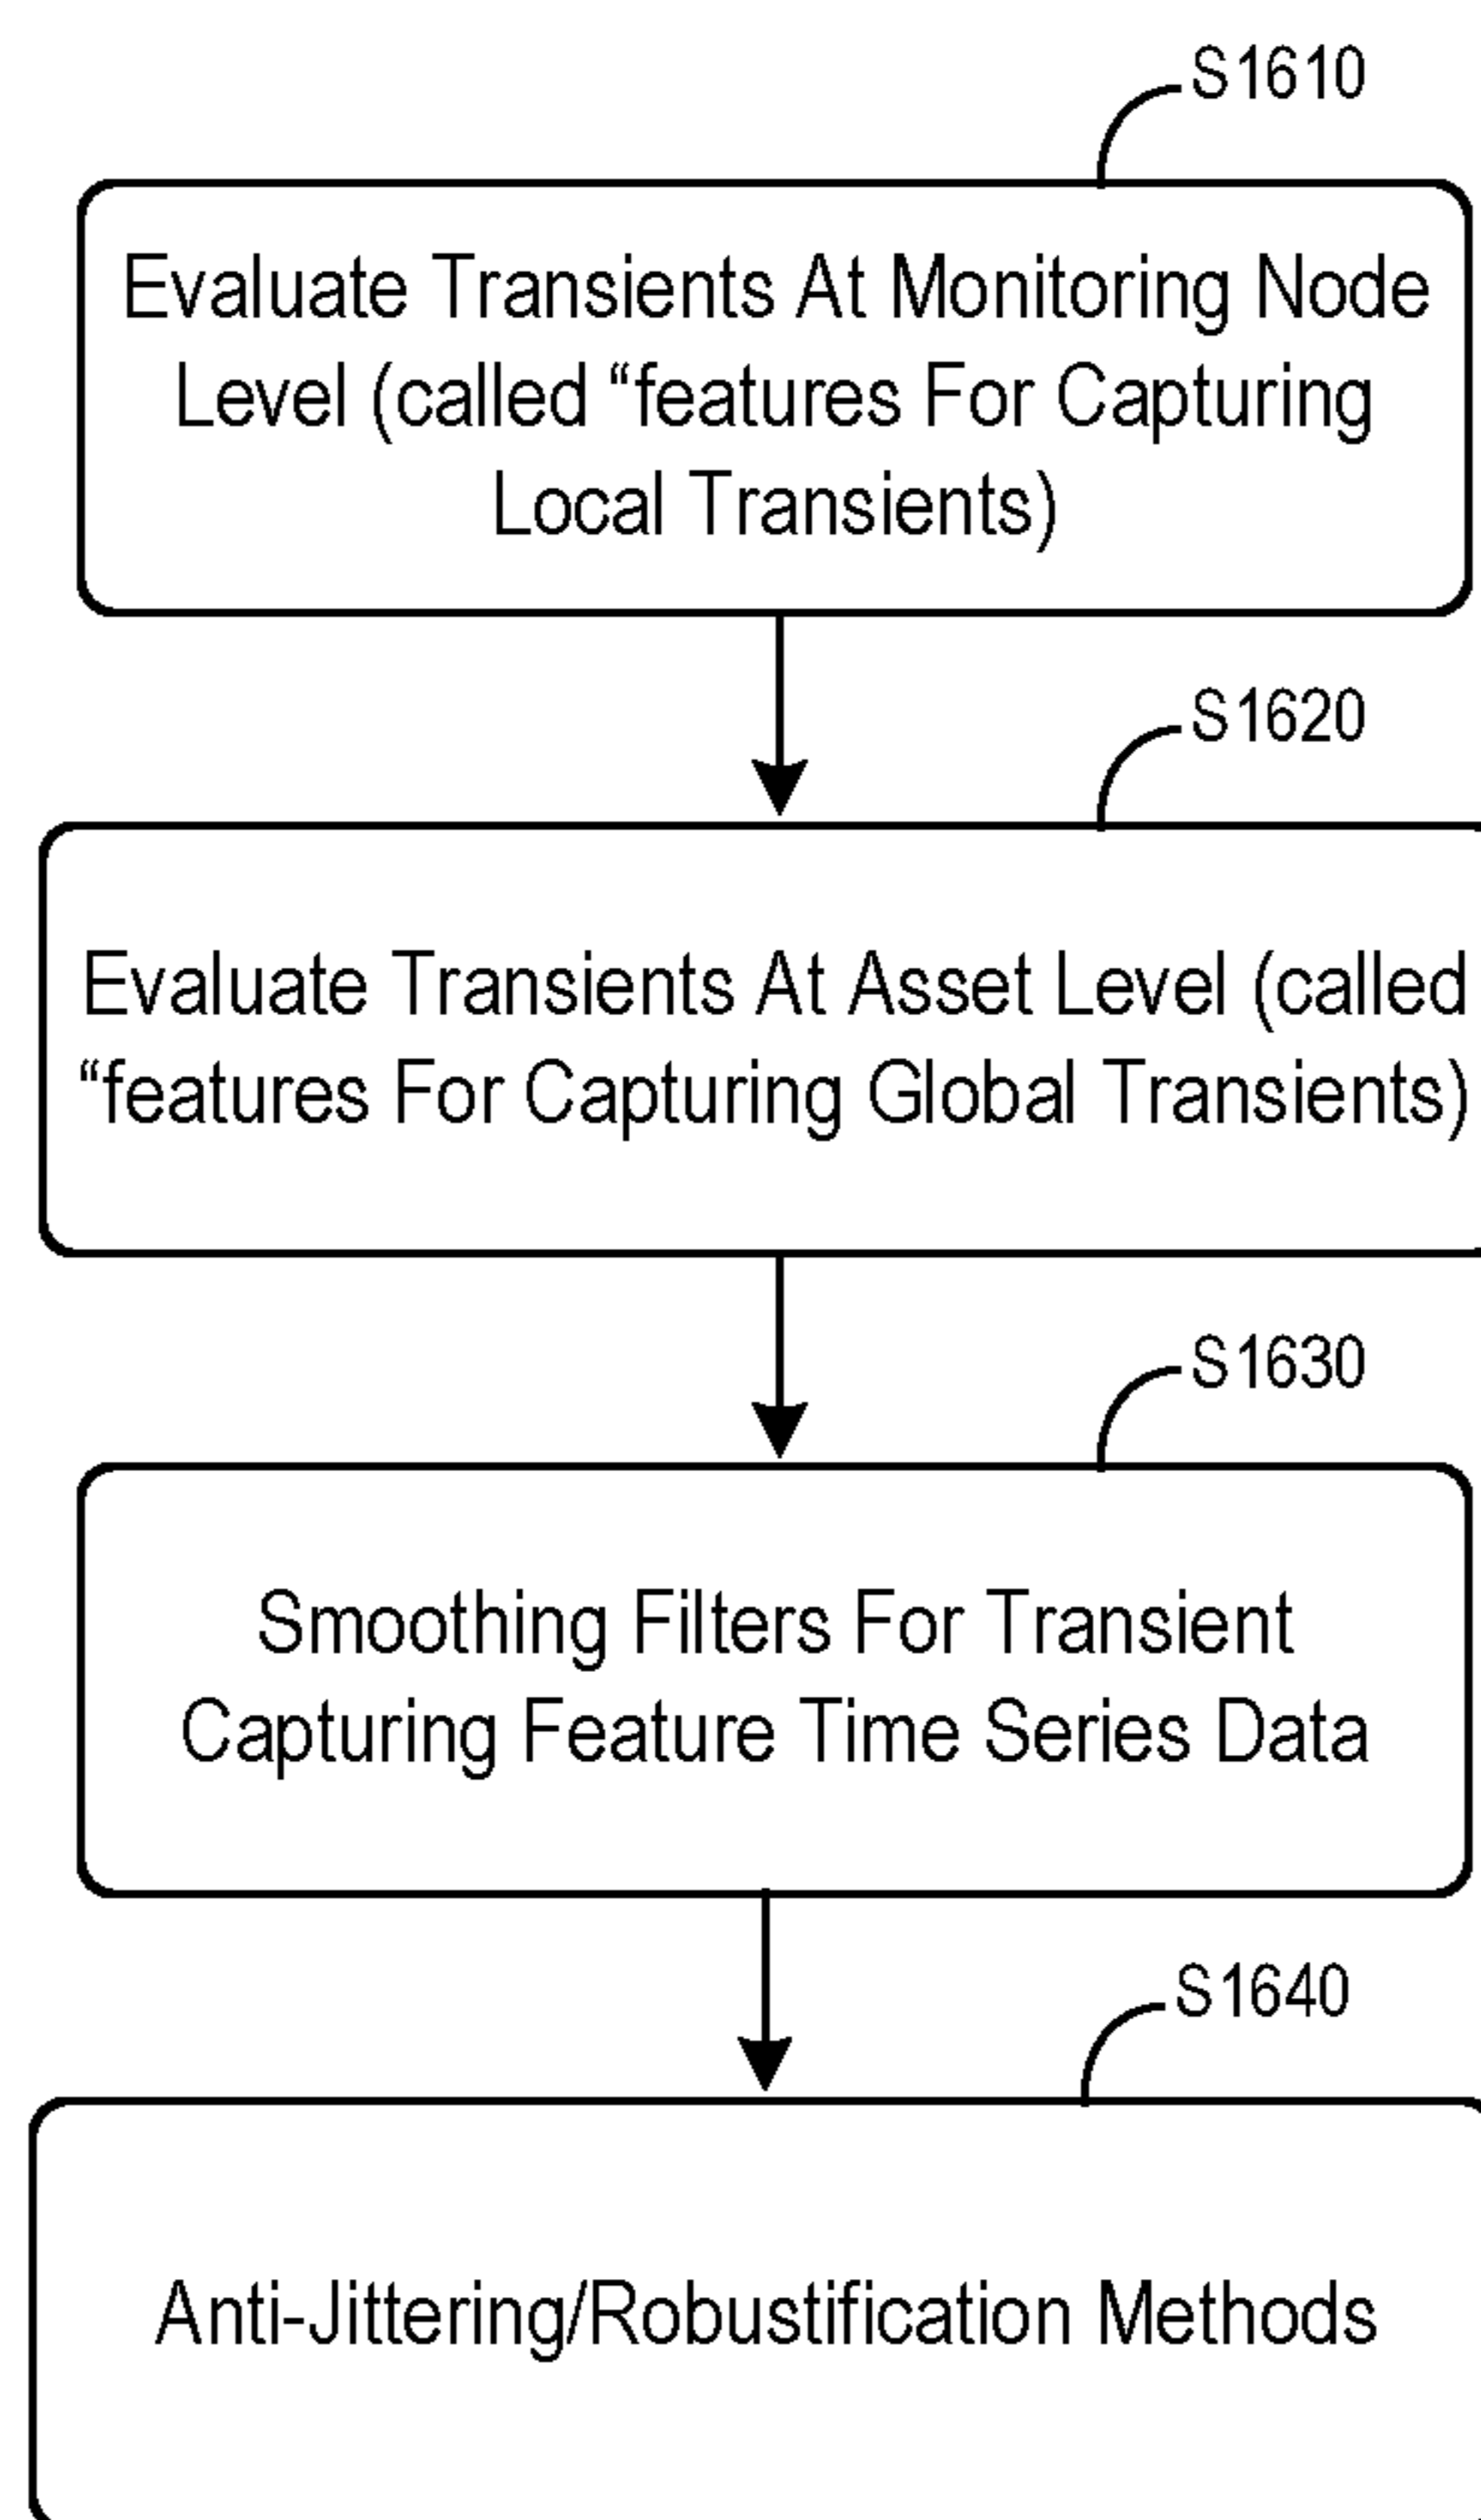 S1610
Evaluate Transients At Monitoring Node
Level (called “features For Capturing
Local Transients)
S1620
Evaluate Transients At Asset Level (called
“features For Capturing Global Transients)
S1630
Smoothing Filters For Transient
Capturing Feature Time Series Data
S1640
Anti-Jittering/Robustification Methods